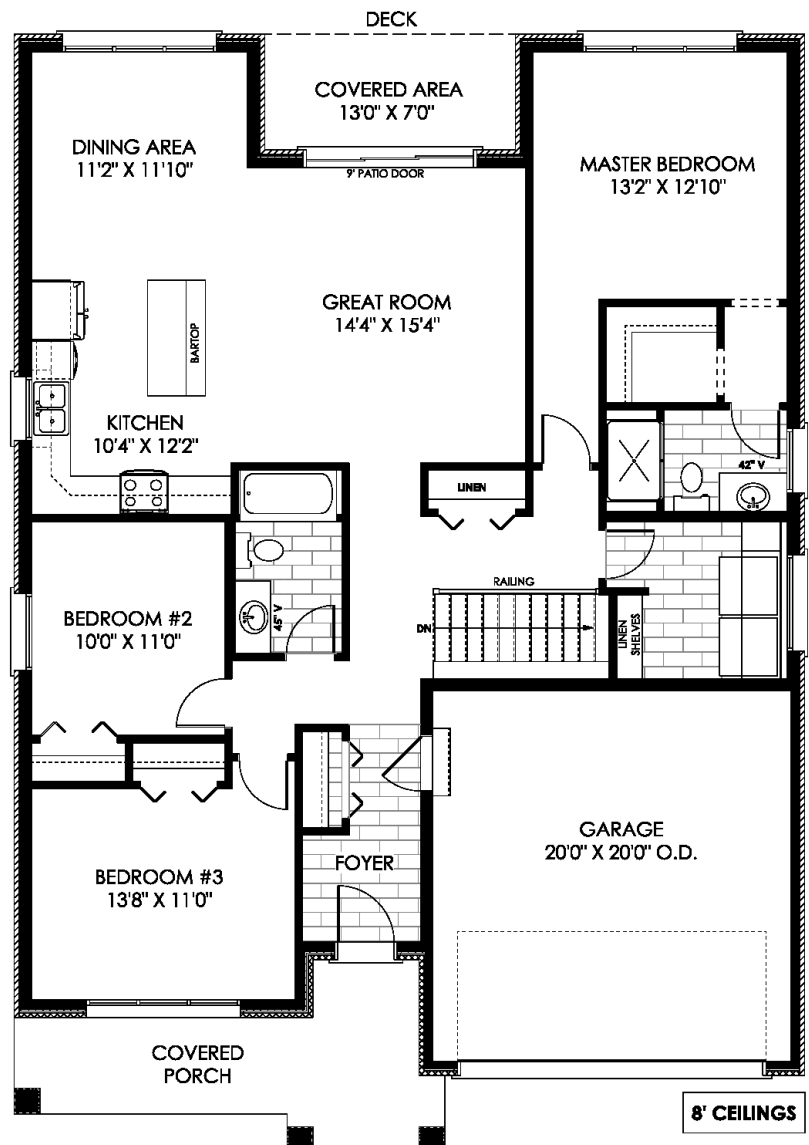 DECK
COVERED AREA
13'0" X 7'0"
DINING AREA
11'2" X 11'10"
9' PATIO DOOR
MASTER BEDROOM
13'2" X 12'10"
GREAT ROOM
14'4" X 15'4"
BARTOP
KITCHEN
10'4" X 12'2"
LINEN
42" V
RAILING
BEDROOM #2
10'0" X 11'0"
45" V
DN
LINEN
SHELVES
GARAGE
20'0" X 20'0" O.D.
FOYER
BEDROOM #3
13'8" X 11'0"
COVERED
PORCH
8' CEILINGS